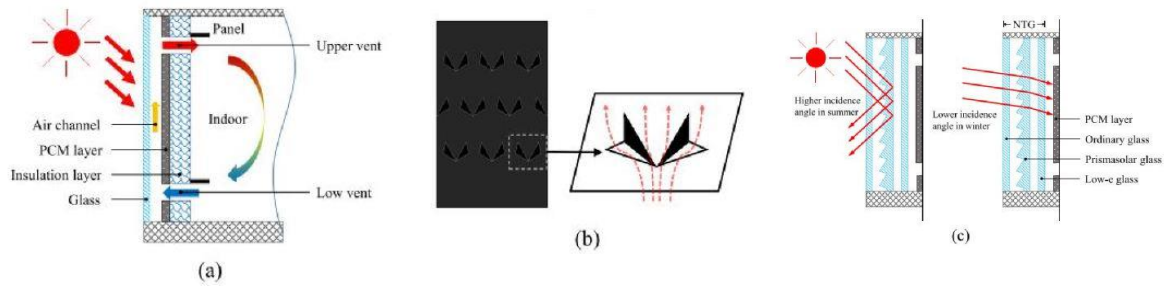 Panel
Upper vent
Indoor
Air channel
PCM layer
Insulation layer
Glass
Low vent
(a)
(b)
NTG
Higher incidence
angle in summer
Lower incidence
angle in winter
PCM layer
Ordinary glass
Prismasolar glass
Low-e glass
(c)